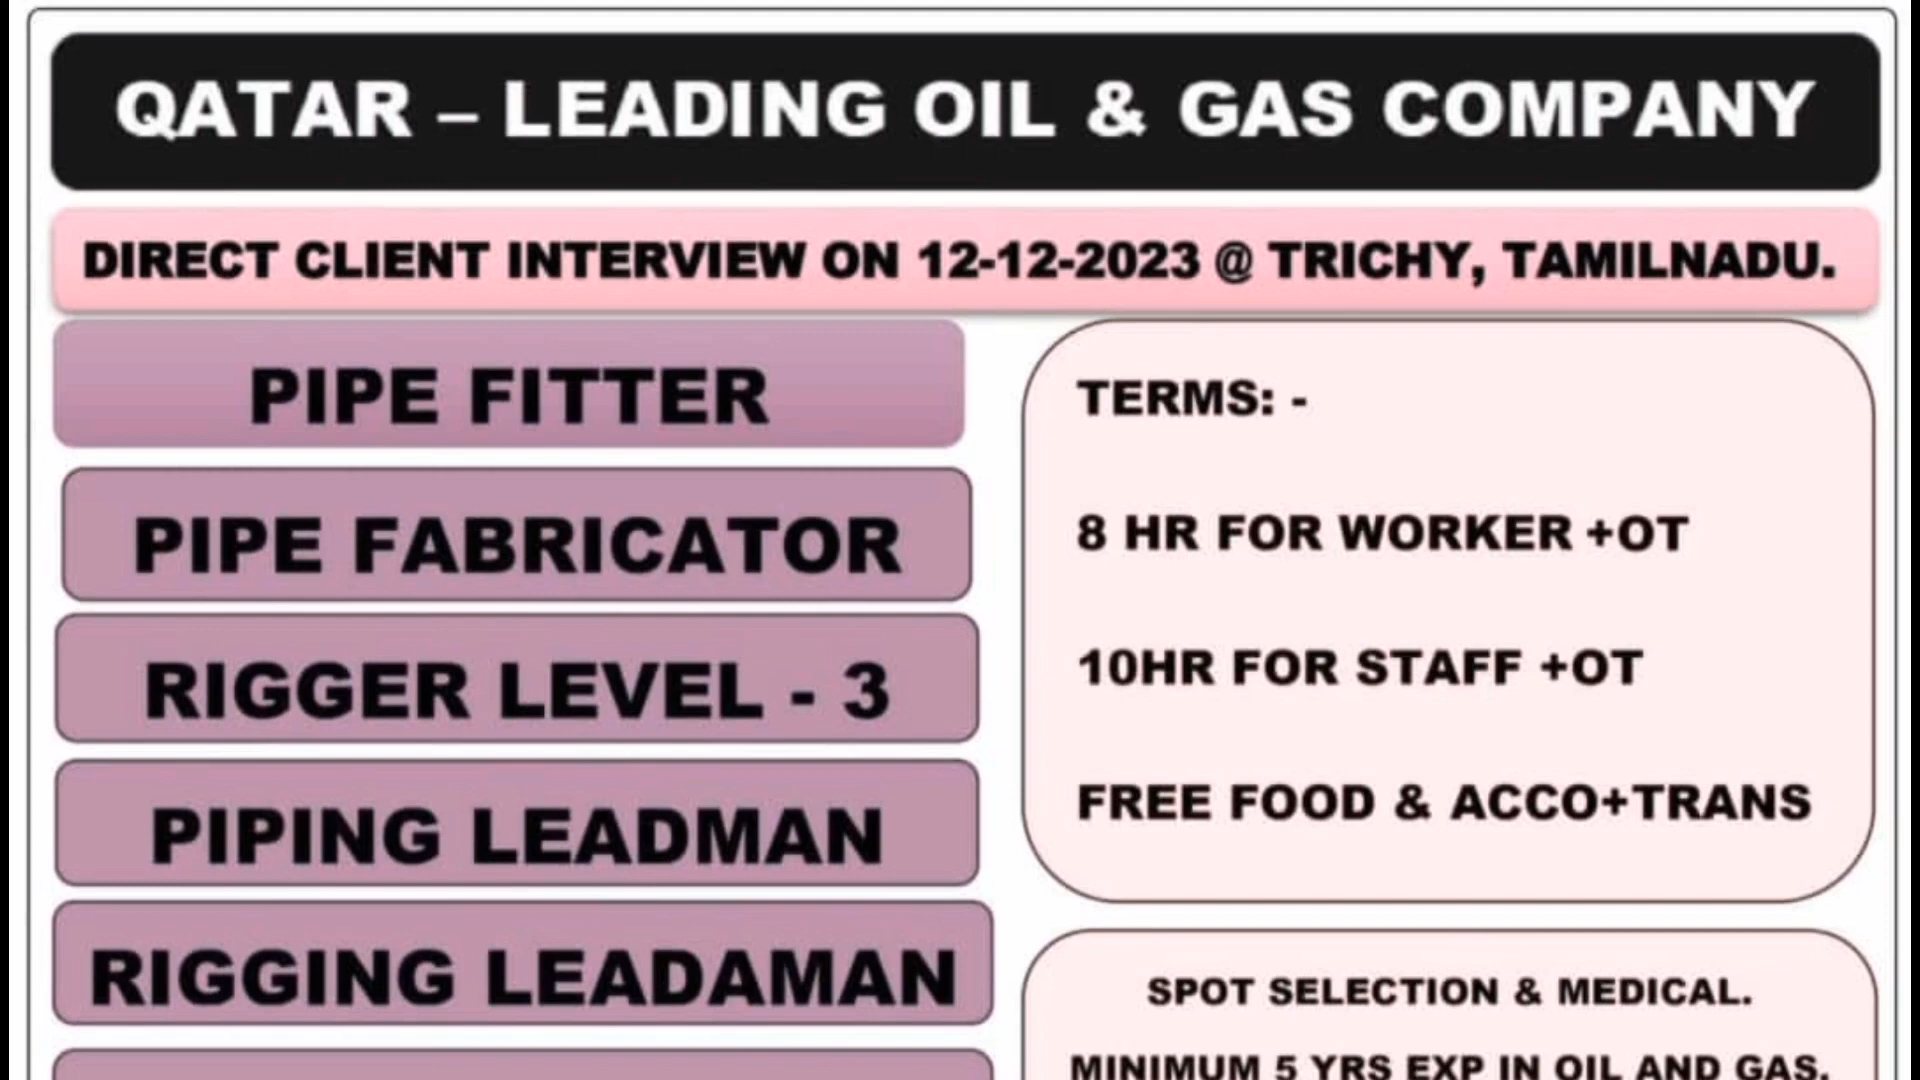 QATAR – LEADING OIL & GAS COMPANY
DIRECT CLIENT INTERVIEW ON 12-12-2023 @ TRICHY, TAMILNADU.
PIPE FITTER
PIPE FABRICATOR
RIGGER LEVEL - 3
PIPING LEADMAN
RIGGING LEADAMAN
TERMS: -
8 HR FOR WORKER +OT
10HR FOR STAFF +OT
FREE FOOD & ACCO+TRANS
SPOT SELECTION & MEDICAL.
MINIMUM 5 YRS EXP IN OIL AND GAS.